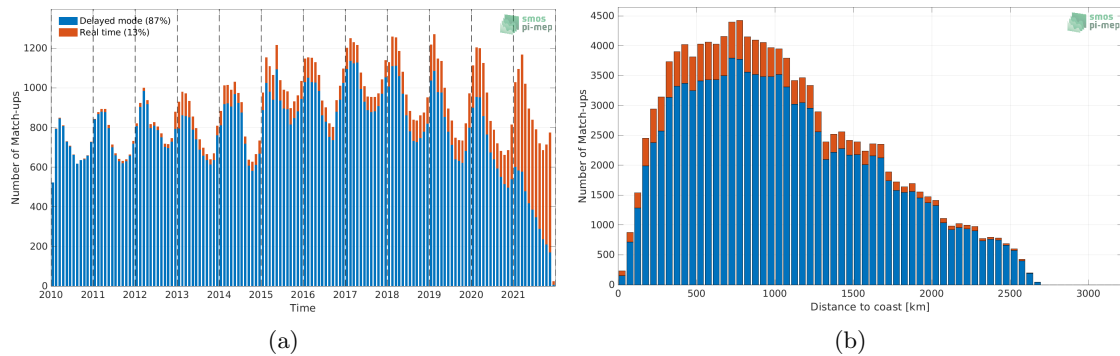 Delayed mode (87%)
Real time (13%)
smos
pi-mep
1200
1000
800
600
400
200
0
Number of Match-ups
2010 2011 2012 2013 2014 2015 2016 2017 2018 2019 2020 2021
Time
(a)
smos
pi-mep
4500
4000
3500
3000
2500
2000
1500
1000
500
0
Number of Match-ups
0 500 1000 1500 2000 2500 3000
Distance to coast [km]
(b)